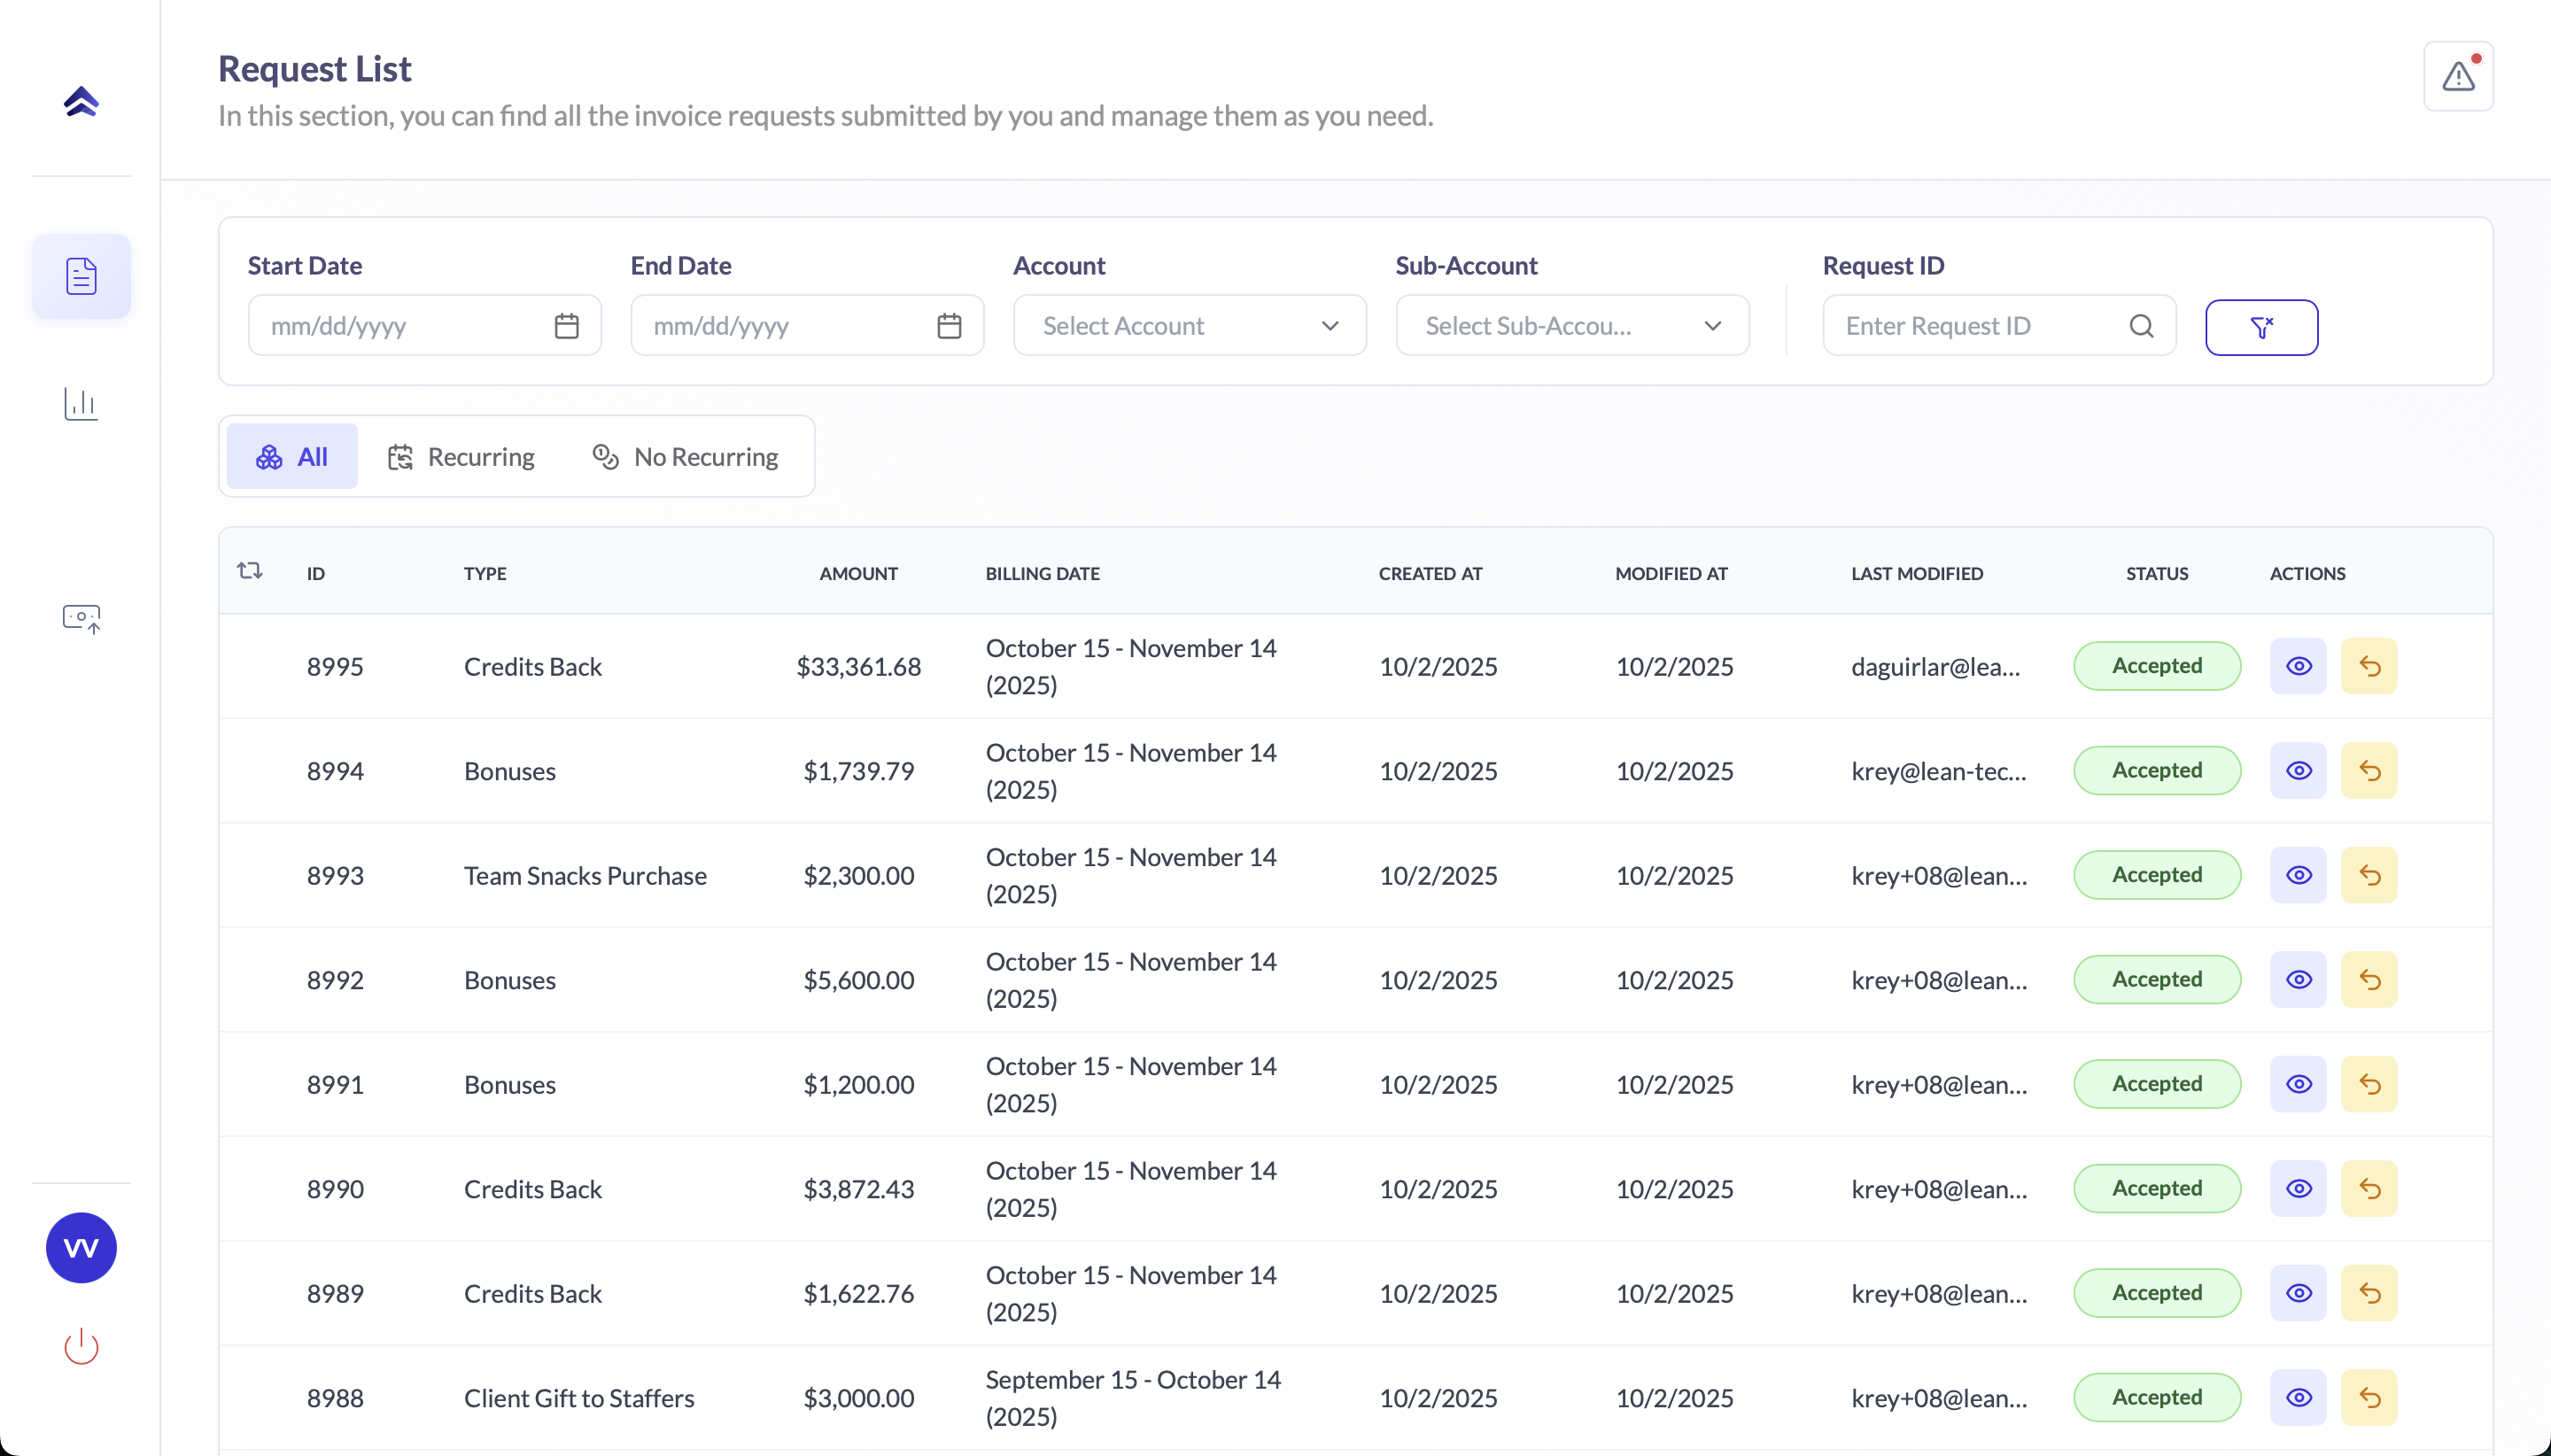 Request List
In this section, you can find all the invoice requests submitted by you and manage them as you need.
Start Date End Date Account Sub-Account Request ID
mm/dd/yyyy mm/dd/yyyy Select Account Select Sub-Accou... Enter Request ID
All Recurring No Recurring
ID TYPE AMOUNT BILLING DATE CREATED AT MODIFIED AT LAST MODIFIED STATUS ACTIONS
8995 Credits Back $33,361.68 October 15 - November 14 (2025) 10/2/2025 10/2/2025 daguirlar@lea... Accepted
8994 Bonuses $1,739.79 October 15 - November 14 (2025) 10/2/2025 10/2/2025 krey@lean-tec... Accepted
8993 Team Snacks Purchase $2,300.00 October 15 - November 14 (2025) 10/2/2025 10/2/2025 krey+08@lean... Accepted
8992 Bonuses $5,600.00 October 15 - November 14 (2025) 10/2/2025 10/2/2025 krey+08@lean... Accepted
8991 Bonuses $1,200.00 October 15 - November 14 (2025) 10/2/2025 10/2/2025 krey+08@lean... Accepted
8990 Credits Back $3,872.43 October 15 - November 14 (2025) 10/2/2025 10/2/2025 krey+08@lean... Accepted
8989 Credits Back $1,622.76 October 15 - November 14 (2025) 10/2/2025 10/2/2025 krey+08@lean... Accepted
8988 Client Gift to Staffers $3,000.00 September 15 - October 14 (2025) 10/2/2025 10/2/2025 krey+08@lean... Accepted
VV